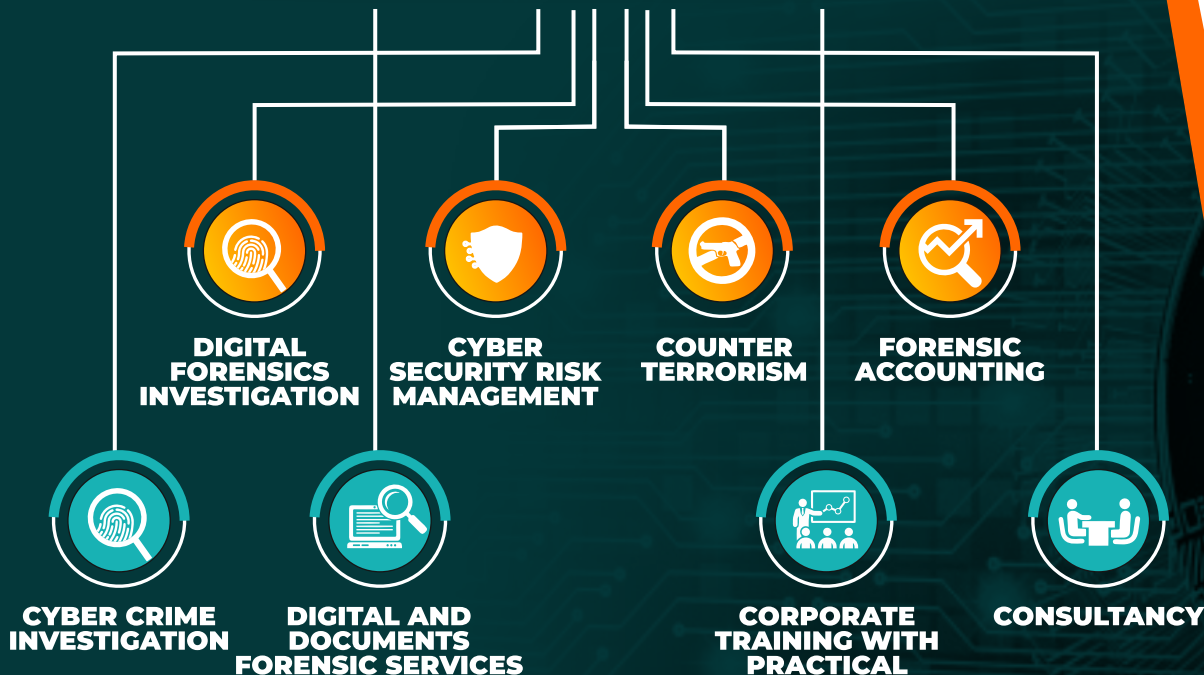 DIGITAL
FORENSICS
INVESTIGATION
CYBER
SECURITY RISK
MANAGEMENT
COUNTER
TERRORISM
FORENSIC
ACCOUNTING
CYBER CRIME
INVESTIGATION
DIGITAL AND
DOCUMENTS
FORENSIC SERVICES
CORPORATE
TRAINING WITH
PRACTICAL
CONSULTANCY